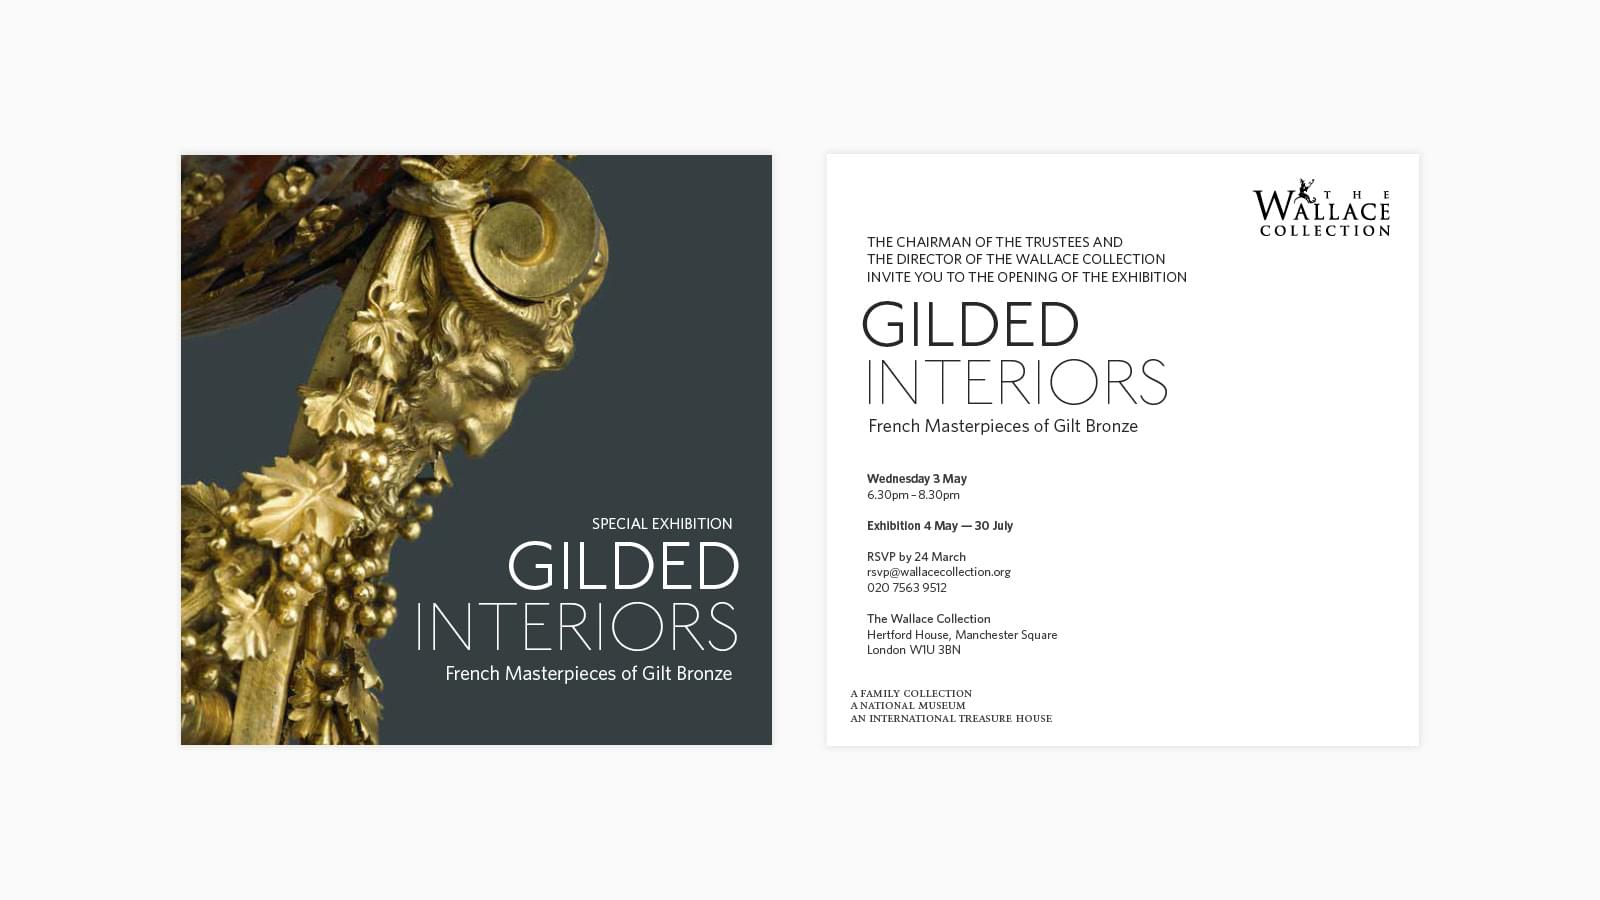 SPECIAL EXHIBITION
GILDED
INTERIORS
French Masterpieces of Gilt Bronze
THE
WALLACE
COLLECTION
THE CHAIRMAN OF THE TRUSTEES AND
THE DIRECTOR OF THE WALLACE COLLECTION
INVITE YOU TO THE OPENING OF THE EXHIBITION
GILDED
INTERIORS
French Masterpieces of Gilt Bronze
Wednesday 3 May
6.30pm – 8.30pm
Exhibition 4 May — 30 July
RSVP by 24 March
rsvp@wallacecollection.org
020 7563 9512
The Wallace Collection
Hertford House, Manchester Square
London W1U 3BN
A FAMILY COLLECTION
A NATIONAL MUSEUM
AN INTERNATIONAL TREASURE HOUSE